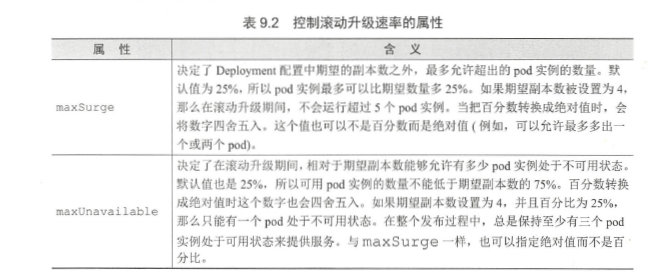 表 9.2 控制滚动升级速率的属性
属 性 含 义
maxSurge
决定了 Deployment 配置中期望的副本数之外，最多允许超出的 pod 实例的数量。默
认值为 25%，所以 pod 实例最多可以比期望数量多 25%。如果期望副本数被设置为 4，
那么在滚动升级期间，不会运行超过 5 个 pod 实例。当把百分数转换成绝对值时，会
将数字四舍五入。这个值也可以不是百分数而是绝对值 ( 例如，可以允许最多多出一
个或两个 pod)。
maxUnavailable
决定了在滚动升级期间，相对于期望副本数能够允许有多少 pod 实例处于不可用状态。
默认值也是 25%，所以可用 pod 实例的数量不能低于期望副本数的 75%。百分数转换
成绝对值时这个数字也会四舍五入。如果期望副本数设置为 4，并且百分比为 25%，
那么只能有一个 pod 处于不可用状态。在整个发布过程中，总是保持至少有三个 pod
实例处于可用状态来提供服务。与 maxSurge 一样，也可以指定绝对值而不是百
分比。